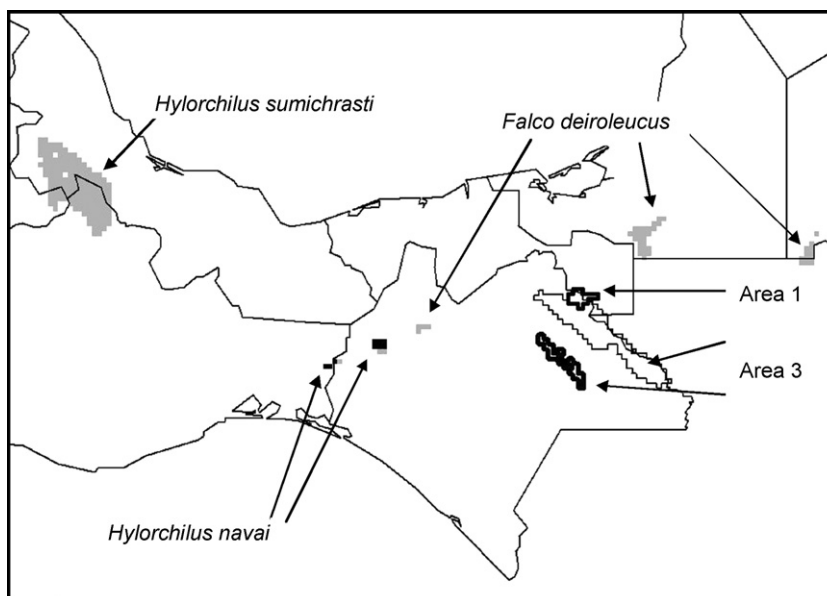 Hylorchilus sumichrasti
Falco deiroleucus
Area 1
Area 3
Hylorchilus navai